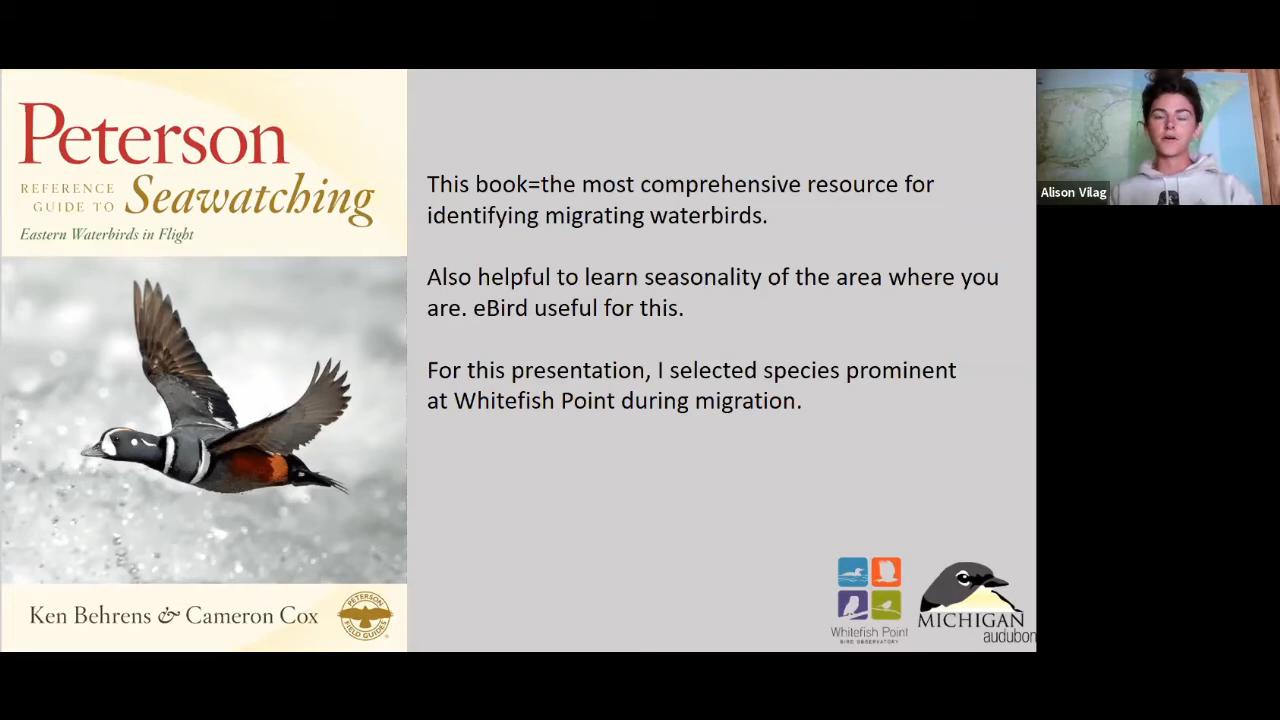 Peterson
REFERENCE
GUIDE TO
Seawatching
Eastern Waterbirds in Flight
Ken Behrens & Cameron Cox
PETERSON
FIELD GUIDES
This book=the most comprehensive resource for
identifying migrating waterbirds.
Also helpful to learn seasonality of the area where you
are. eBird useful for this.
For this presentation, I selected species prominent
at Whitefish Point during migration.
Whitefish Point
BIRD OBSERVATORY
MICHIGAN
audubon
Alison Vilag